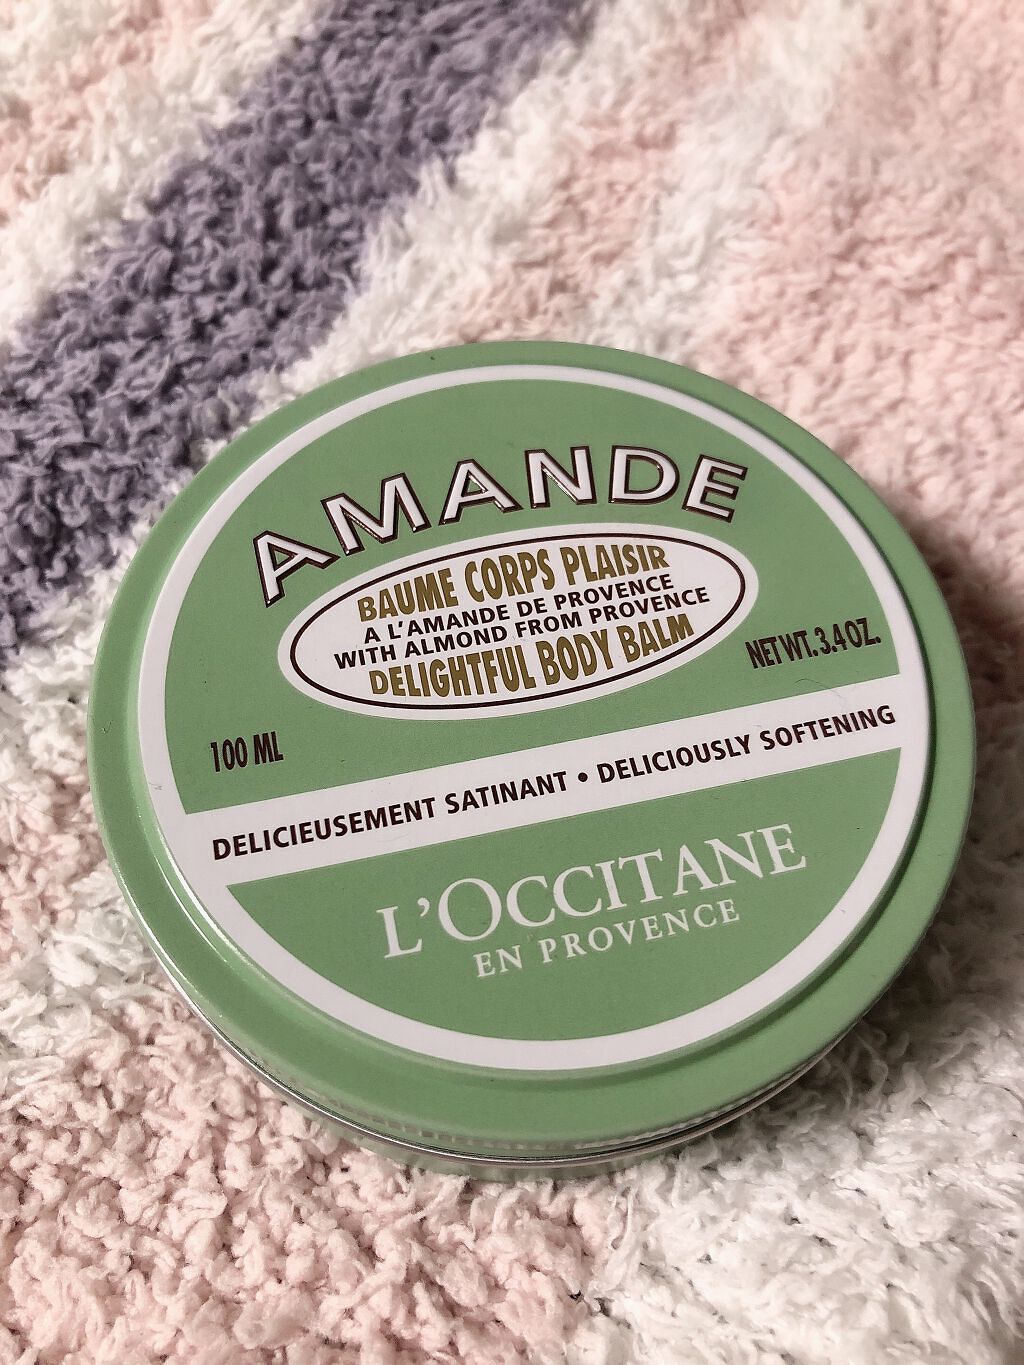 AMANDE
BAUME CORPS PLAISIR
A L'AMANDE DE PROVENCE
WITH ALMOND FROM PROVENCE
DELIGHTFUL BODY BALM
NET WT. 3.4 OZ.
100 ML
DELICIEUSEMENT SATINANT • DELICIOUSLY SOFTENING
L'OCCITANE
EN PROVENCE